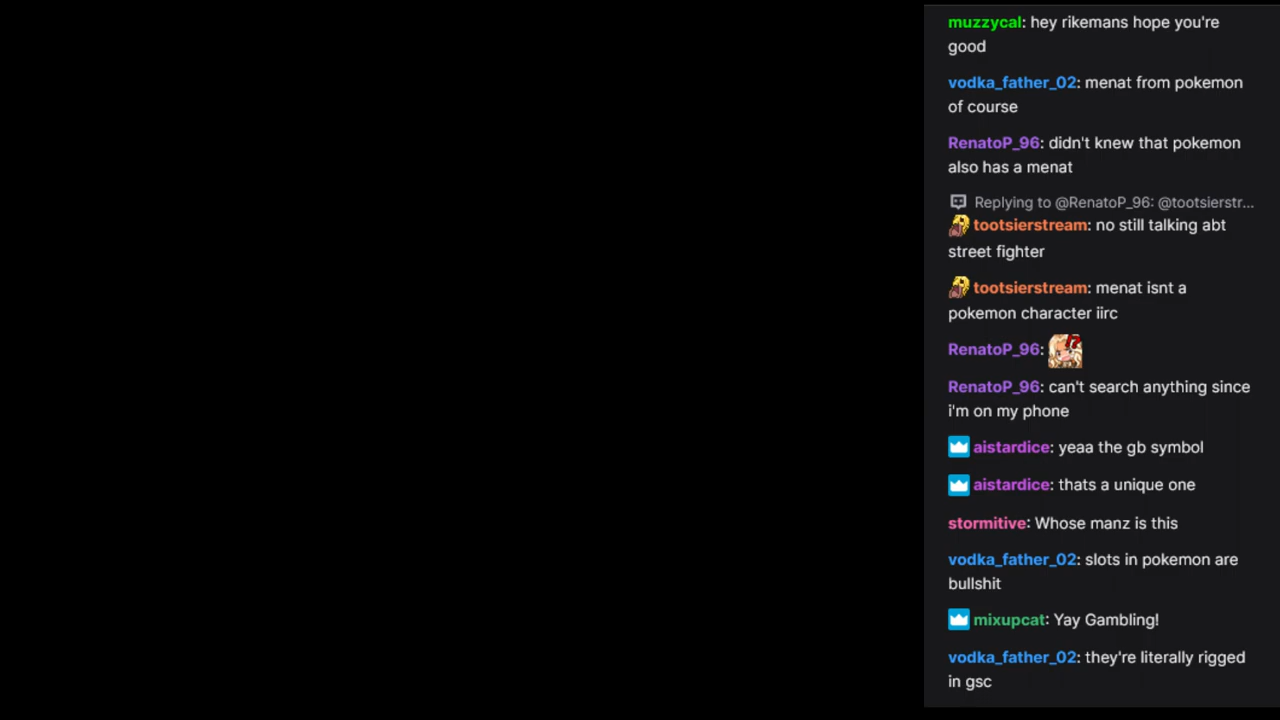 muzzycal: hey rikemans hope you're
good
vodka_father_02: menat from pokemon
of course
RenatoP_96: didn't knew that pokemon
also has a menat
Replying to @RenatoP_96: @tootsierstr...
tootsierstream: no still talking abt
street fighter
tootsierstream: menat isnt a
pokemon character iirc
RenatoP_96:
RenatoP_96: can't search anything since
i'm on my phone
aistardice: yeaa the gb symbol
aistardice: thats a unique one
stormitive: Whose manz is this
vodka_father_02: slots in pokemon are
bullshit
mixupcat: Yay Gambling!
vodka_father_02: they're literally rigged
in gsc